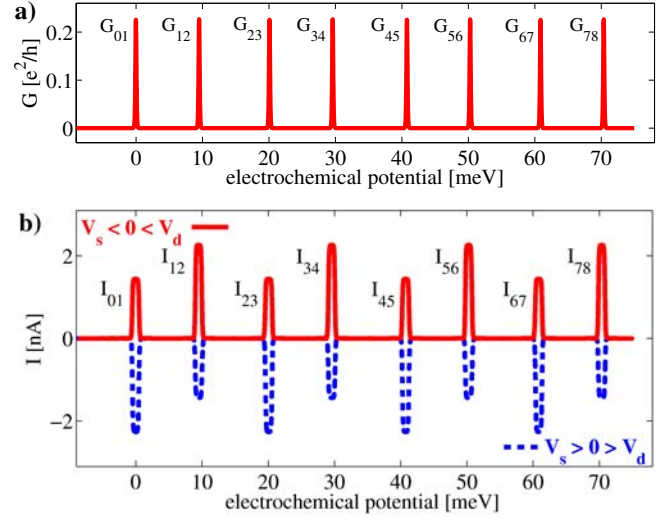 a)
G₀₁ G₁₂ G₂₃ G₃₄ G₄₅ G₅₆ G₆₇ G₇₈
G [e²/h]
0.2
0.1
0
0 10 20 30 40 50 60 70
electrochemical potential [meV]
b)
Vₛ < 0 < V_d
I₀₁ I₁₂ I₂₃ I₃₄ I₄₅ I₅₆ I₆₇ I₇₈
I [nA]
2
0
−2
Vₛ > 0 > V_d
0 10 20 30 40 50 60 70
electrochemical potential [meV]